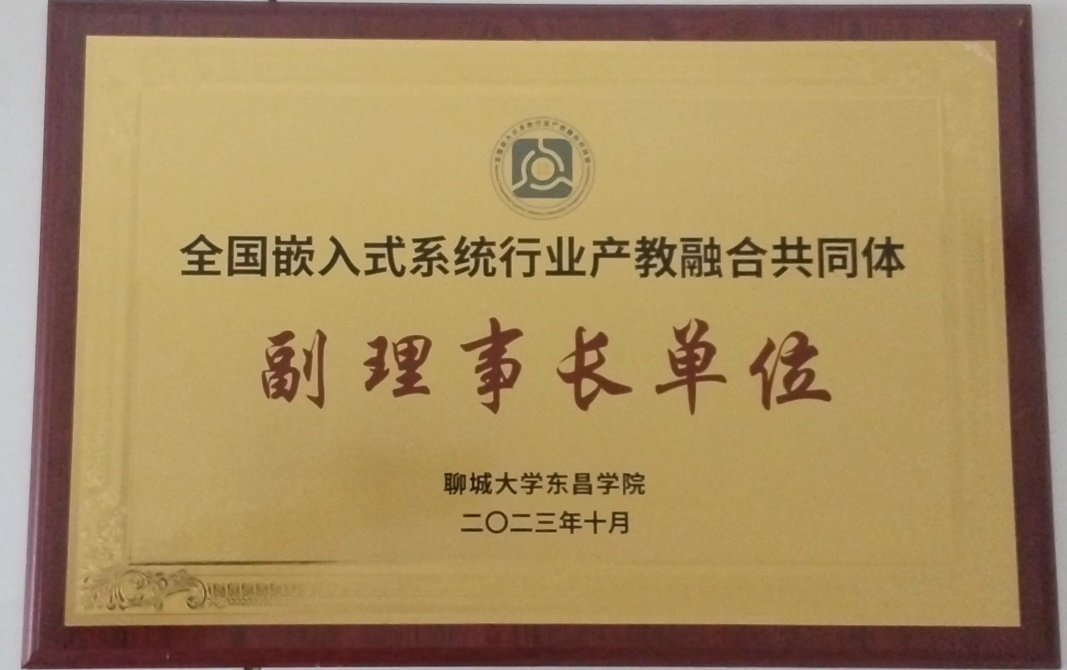 全国嵌入式系统行业产教融合共同体
副理事长单位
聊城大学东昌学院
二〇二三年十月